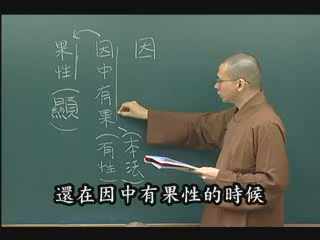 因
因中有果(有性)(本法)
果性(顯)
還在因中有果性的時候